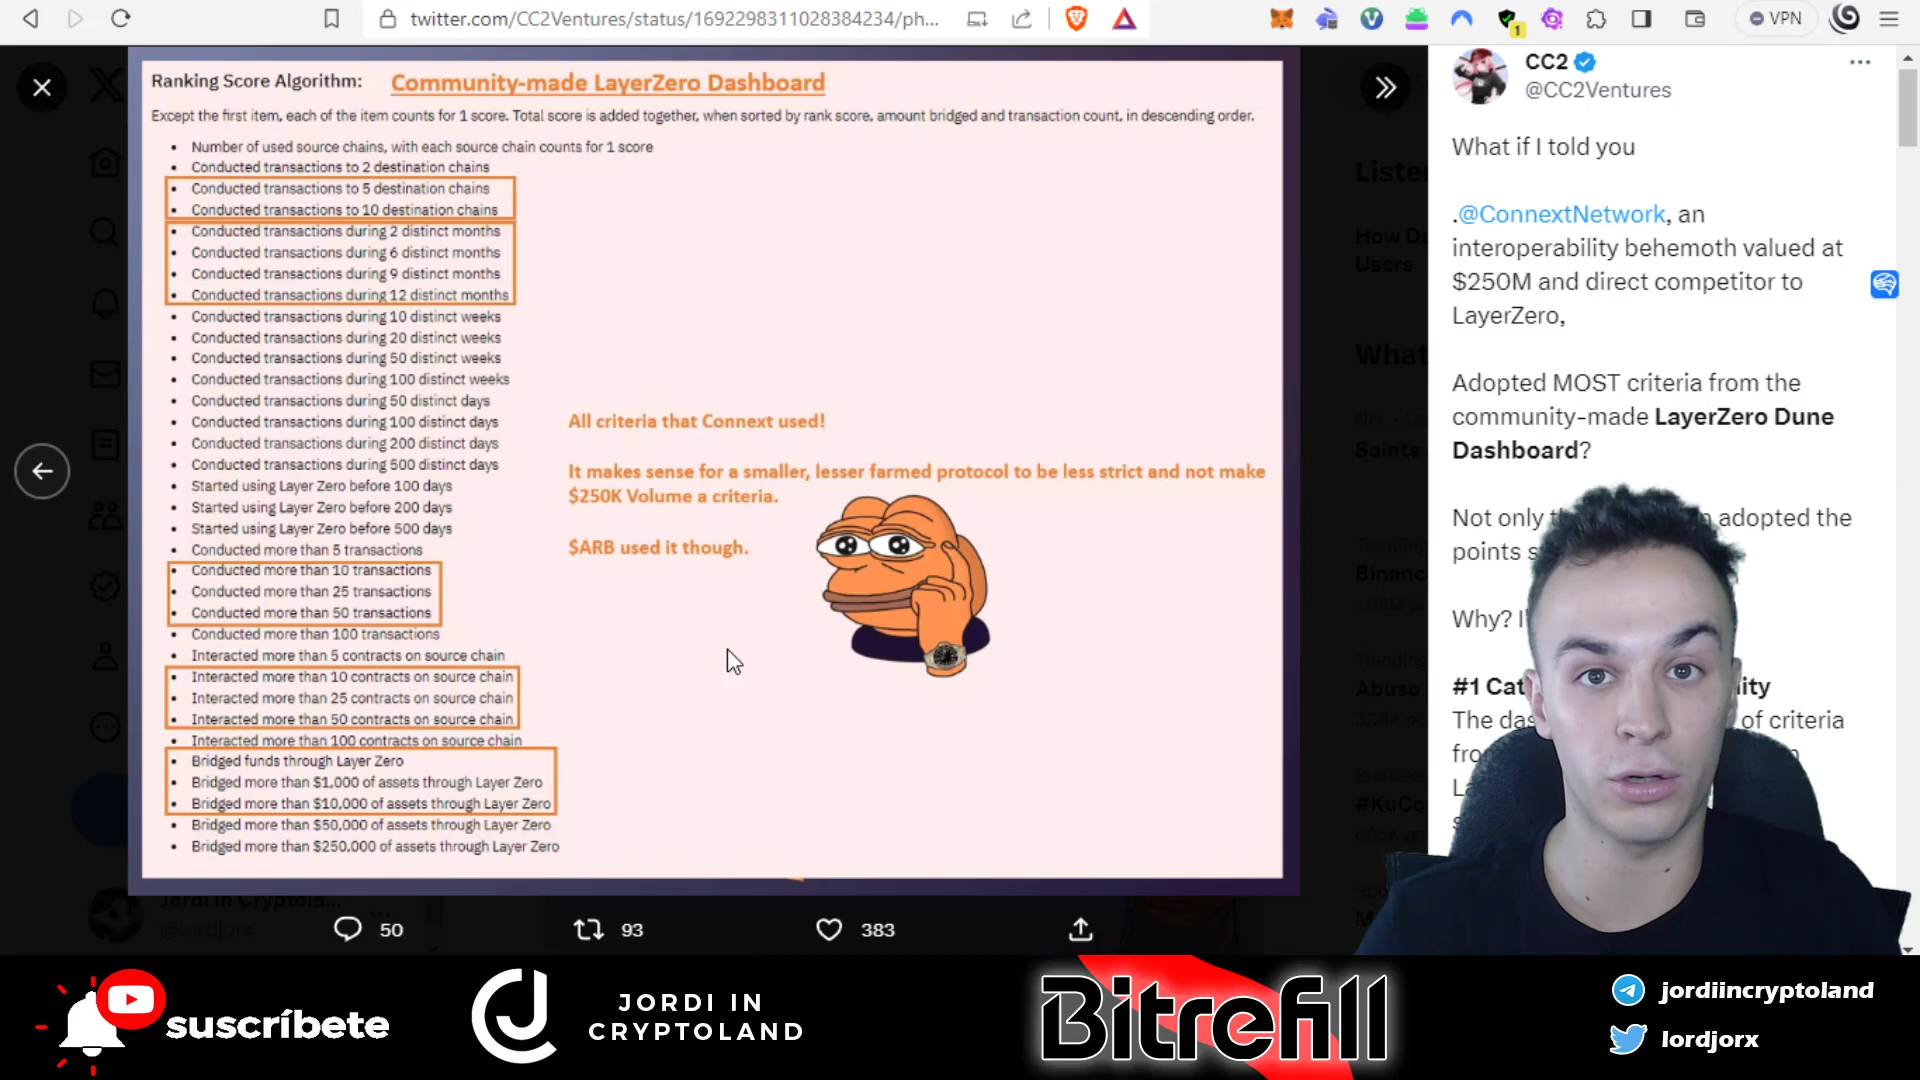 twitter.com/CC2Ventures/status/1692298311028384234/ph...
1
VPN
Ranking Score Algorithm: Community-made LayerZero Dashboard
Except the first item, each of the item counts for 1 score. Total score is added together, when sorted by rank score, amount bridged and transaction count, in descending order.
• Number of used source chains, with each source chain counts for 1 score
• Conducted transactions to 2 destination chains
• Conducted transactions to 5 destination chains
• Conducted transactions to 10 destination chains
• Conducted transactions during 2 distinct months
• Conducted transactions during 6 distinct months
• Conducted transactions during 9 distinct months
• Conducted transactions during 12 distinct months
• Conducted transactions during 10 distinct weeks
• Conducted transactions during 20 distinct weeks
• Conducted transactions during 50 distinct weeks
• Conducted transactions during 100 distinct weeks
• Conducted transactions during 50 distinct days
• Conducted transactions during 100 distinct days
• Conducted transactions during 200 distinct days
• Conducted transactions during 500 distinct days
• Started using Layer Zero before 100 days
• Started using Layer Zero before 200 days
• Started using Layer Zero before 500 days
• Conducted more than 5 transactions
• Conducted more than 10 transactions
• Conducted more than 25 transactions
• Conducted more than 50 transactions
• Conducted more than 100 transactions
• Interacted more than 5 contracts on source chain
• Interacted more than 10 contracts on source chain
• Interacted more than 25 contracts on source chain
• Interacted more than 50 contracts on source chain
• Interacted more than 100 contracts on source chain
• Bridged funds through Layer Zero
• Bridged more than $1,000 of assets through Layer Zero
• Bridged more than $10,000 of assets through Layer Zero
• Bridged more than $50,000 of assets through Layer Zero
• Bridged more than $250,000 of assets through Layer Zero
All criteria that Connext used!
It makes sense for a smaller, lesser farmed protocol to be less strict and not make
$250K Volume a criteria.
$ARB used it though.
Jordi in Cryptola...
@lordjorx
50
93
383
Users
CC2
@CC2Ventures
What if I told you
.@ConnextNetwork, an
interoperability behemoth valued at
$250M and direct competitor to
LayerZero,
Adopted MOST criteria from the
community-made LayerZero Dune
Dashboard?
Not only adopted the
points
Why?
#1
The of criteria
suscríbete
JORDI IN
CRYPTOLAND
Bitrefill
jordiincryptoland
lordjorx